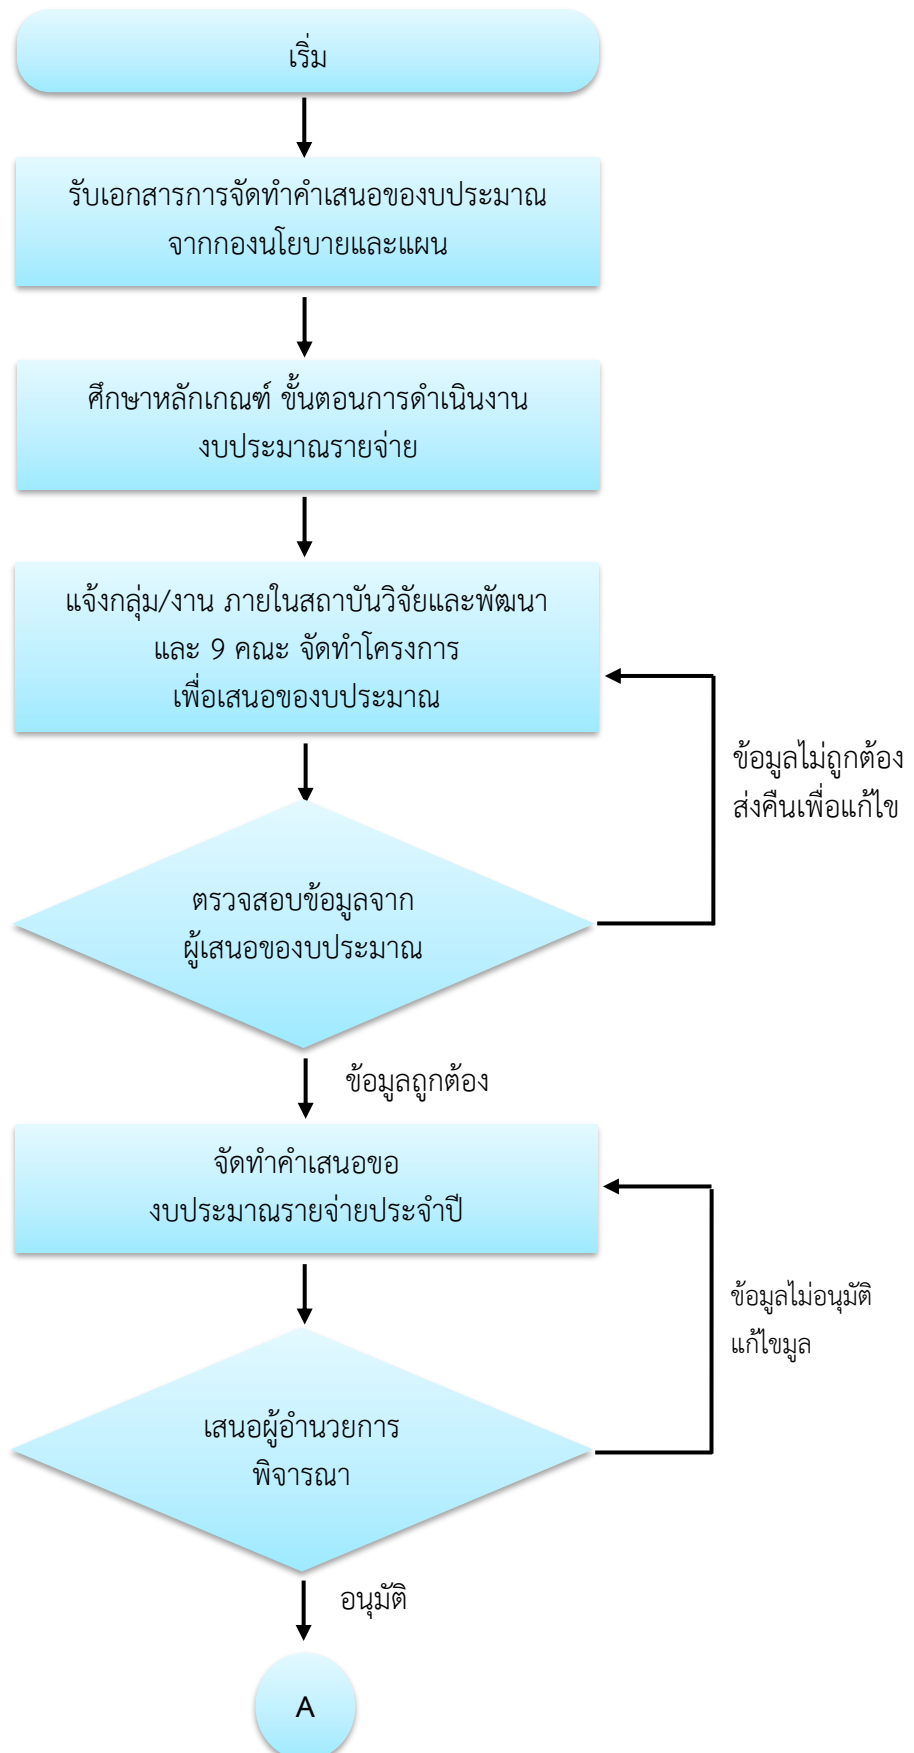 เริ่ม
รับเอกสารการจัดทำคำเสนอของบประมาณ
จากกองนโยบายและแผน
ศึกษาหลักเกณฑ์ ขั้นตอนการดำเนินงาน
งบประมาณรายจ่าย
แจ้งกลุ่ม/งาน ภายในสถาบันวิจัยและพัฒนา
และ 9 คณะ จัดทำโครงการ
เพื่อเสนอของบประมาณ
ข้อมูลไม่ถูกต้อง
ส่งคืนเพื่อแก้ไข
ตรวจสอบข้อมูลจาก
ผู้เสนอของบประมาณ
ข้อมูลถูกต้อง
จัดทำคำเสนอขอ
งบประมาณรายจ่ายประจำปี
ข้อมูลไม่อนุมัติ
แก้ไขมูล
เสนอผู้อำนวยการ
พิจารณา
อนุมัติ
A